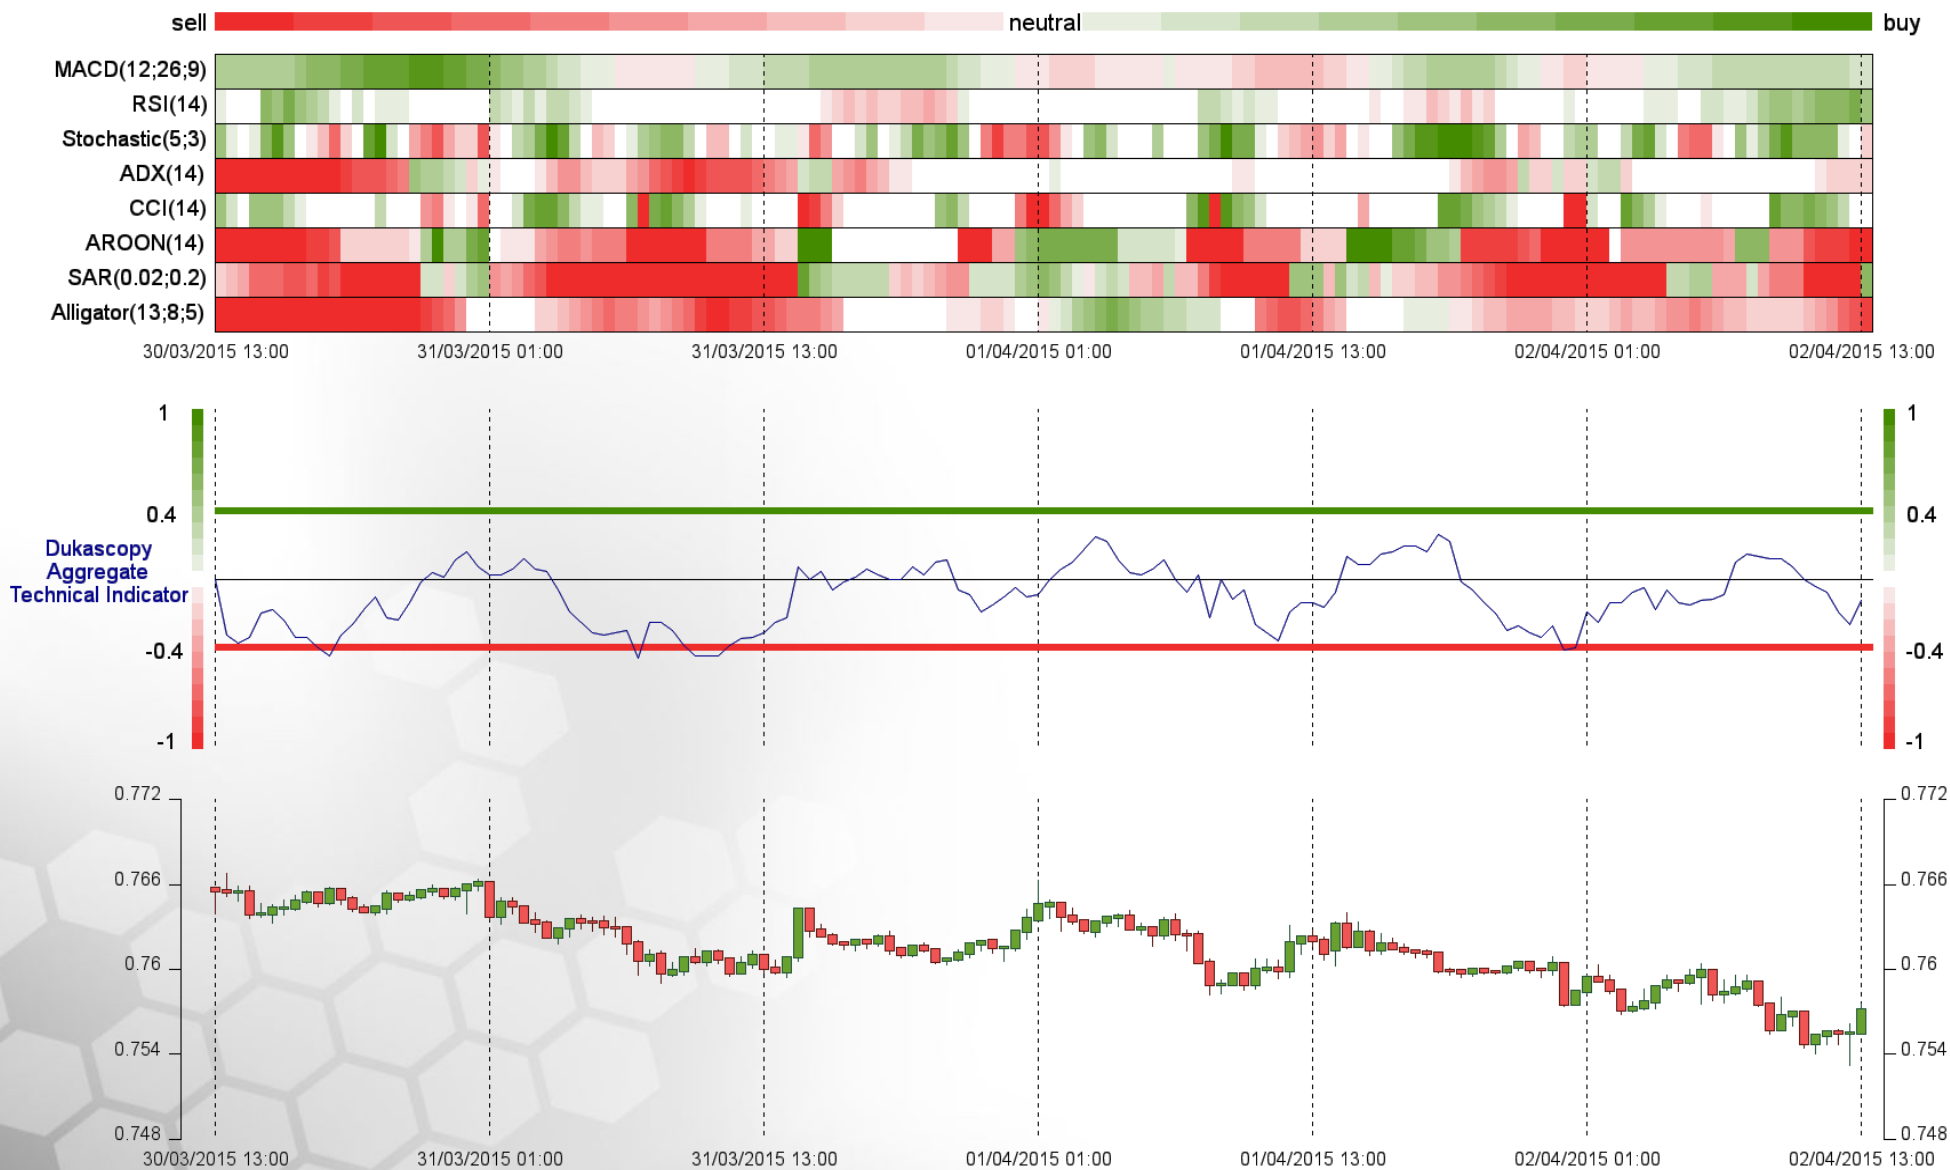 sell neutral buy
MACD(12;26;9)
RSI(14)
Stochastic(5;3)
ADX(14)
CCI(14)
AROON(14)
SAR(0.02;0.2)
Alligator(13;8;5)
30/03/2015 13:00 31/03/2015 01:00 31/03/2015 13:00 01/04/2015 01:00 01/04/2015 13:00 02/04/2015 01:00 02/04/2015 13:00
1 1
0.4 0.4
Dukascopy
Aggregate
Technical Indicator
-0.4 -0.4
-1 -1
0.772 0.772
0.766 0.766
0.76 0.76
0.754 0.754
0.748 0.748
30/03/2015 13:00 31/03/2015 01:00 31/03/2015 13:00 01/04/2015 01:00 01/04/2015 13:00 02/04/2015 01:00 02/04/2015 13:00